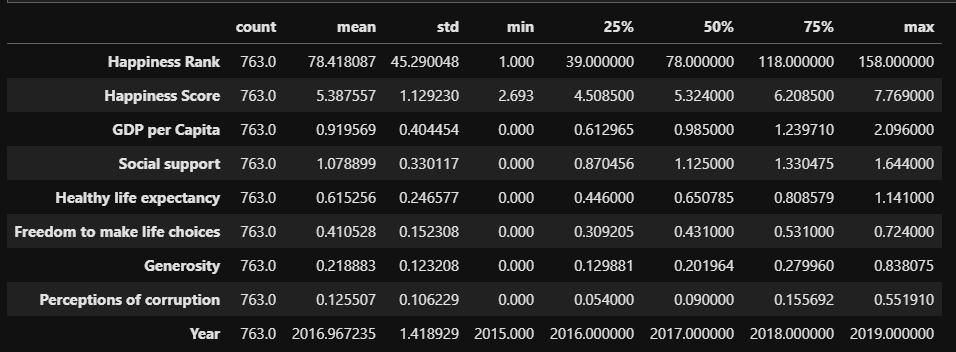 count mean std min 25% 50% 75% max
Happiness Rank 763.0 78.418087 45.290048 1.000 39.000000 78.000000 118.000000 158.000000
Happiness Score 763.0 5.387557 1.129230 2.693 4.508500 5.324000 6.208500 7.769000
GDP per Capita 763.0 0.919569 0.404454 0.000 0.612965 0.985000 1.239710 2.096000
Social support 763.0 1.078899 0.330117 0.000 0.870456 1.125000 1.330475 1.644000
Healthy life expectancy 763.0 0.615256 0.246577 0.000 0.446000 0.650785 0.808579 1.141000
Freedom to make life choices 763.0 0.410528 0.152308 0.000 0.309205 0.431000 0.531000 0.724000
Generosity 763.0 0.218883 0.123208 0.000 0.129881 0.201964 0.279960 0.838075
Perceptions of corruption 763.0 0.125507 0.106229 0.000 0.054000 0.090000 0.155692 0.551910
Year 763.0 2016.967235 1.418929 2015.000 2016.000000 2017.000000 2018.000000 2019.000000